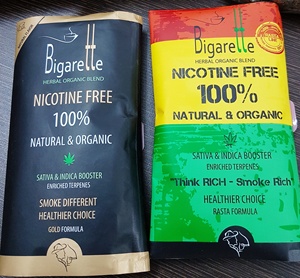 Bigarette
HERBAL ORGANIC BLEND
NICOTINE FREE
100%
NATURAL & ORGANIC
SATIVA & INDICA BOOSTER
ENRICHED TERPENES
SMOKE DIFFERENT
HEALTHIER CHOICE
GOLD FORMULA
Bigarette
HERBAL ORGANIC BLEND
NICOTINE FREE
100%
NATURAL & ORGANIC
SATIVA & INDICA BOOSTER
ENRICHED TERPENES
"Think RICH - Smoke Rich"
HEALTHIER CHOICE
RASTA FORMULA